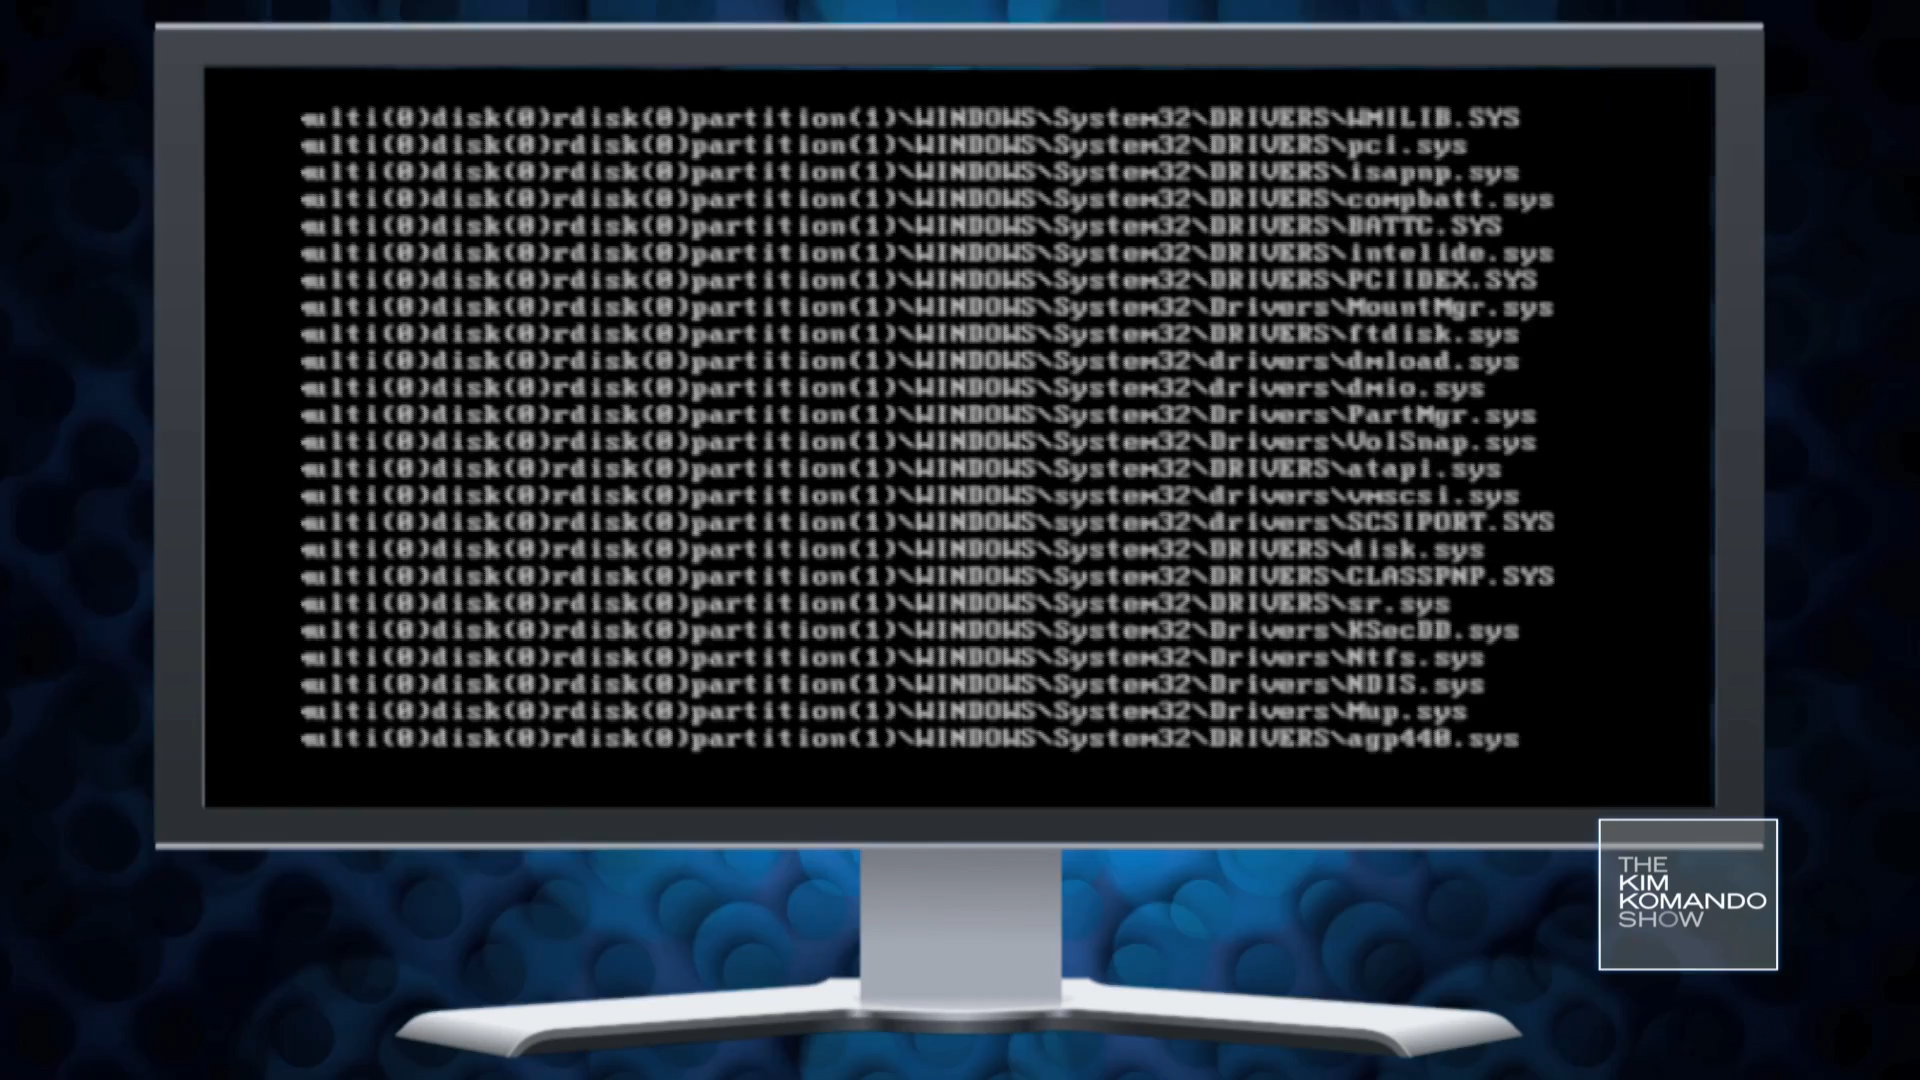 multi(0)disk(0)rdisk(0)partition(1)\WINDOWS\System32\DRIVERS\WMILIB.SYS
multi(0)disk(0)rdisk(0)partition(1)\WINDOWS\System32\DRIVERS\pci.sys
multi(0)disk(0)rdisk(0)partition(1)\WINDOWS\System32\DRIVERS\isapnp.sys
multi(0)disk(0)rdisk(0)partition(1)\WINDOWS\System32\DRIVERS\compbatt.sys
multi(0)disk(0)rdisk(0)partition(1)\WINDOWS\System32\DRIVERS\BATTC.SYS
multi(0)disk(0)rdisk(0)partition(1)\WINDOWS\System32\DRIVERS\intelide.sys
multi(0)disk(0)rdisk(0)partition(1)\WINDOWS\System32\DRIVERS\PCIIDEX.SYS
multi(0)disk(0)rdisk(0)partition(1)\WINDOWS\System32\Drivers\MountMgr.sys
multi(0)disk(0)rdisk(0)partition(1)\WINDOWS\System32\DRIVERS\ftdisk.sys
multi(0)disk(0)rdisk(0)partition(1)\WINDOWS\System32\drivers\dmload.sys
multi(0)disk(0)rdisk(0)partition(1)\WINDOWS\System32\drivers\dmio.sys
multi(0)disk(0)rdisk(0)partition(1)\WINDOWS\System32\Drivers\PartMgr.sys
multi(0)disk(0)rdisk(0)partition(1)\WINDOWS\System32\Drivers\VolSnap.sys
multi(0)disk(0)rdisk(0)partition(1)\WINDOWS\System32\DRIVERS\atapi.sys
multi(0)disk(0)rdisk(0)partition(1)\WINDOWS\system32\drivers\vmscsi.sys
multi(0)disk(0)rdisk(0)partition(1)\WINDOWS\system32\drivers\SCSIPORT.SYS
multi(0)disk(0)rdisk(0)partition(1)\WINDOWS\System32\DRIVERS\disk.sys
multi(0)disk(0)rdisk(0)partition(1)\WINDOWS\System32\DRIVERS\CLASSPNP.SYS
multi(0)disk(0)rdisk(0)partition(1)\WINDOWS\System32\DRIVERS\sr.sys
multi(0)disk(0)rdisk(0)partition(1)\WINDOWS\System32\Drivers\KSecDD.sys
multi(0)disk(0)rdisk(0)partition(1)\WINDOWS\System32\Drivers\Ntfs.sys
multi(0)disk(0)rdisk(0)partition(1)\WINDOWS\System32\Drivers\NDIS.sys
multi(0)disk(0)rdisk(0)partition(1)\WINDOWS\System32\Drivers\Mup.sys
multi(0)disk(0)rdisk(0)partition(1)\WINDOWS\System32\DRIVERS\agp440.sys
THE
KIM
KOMANDO
SHOW